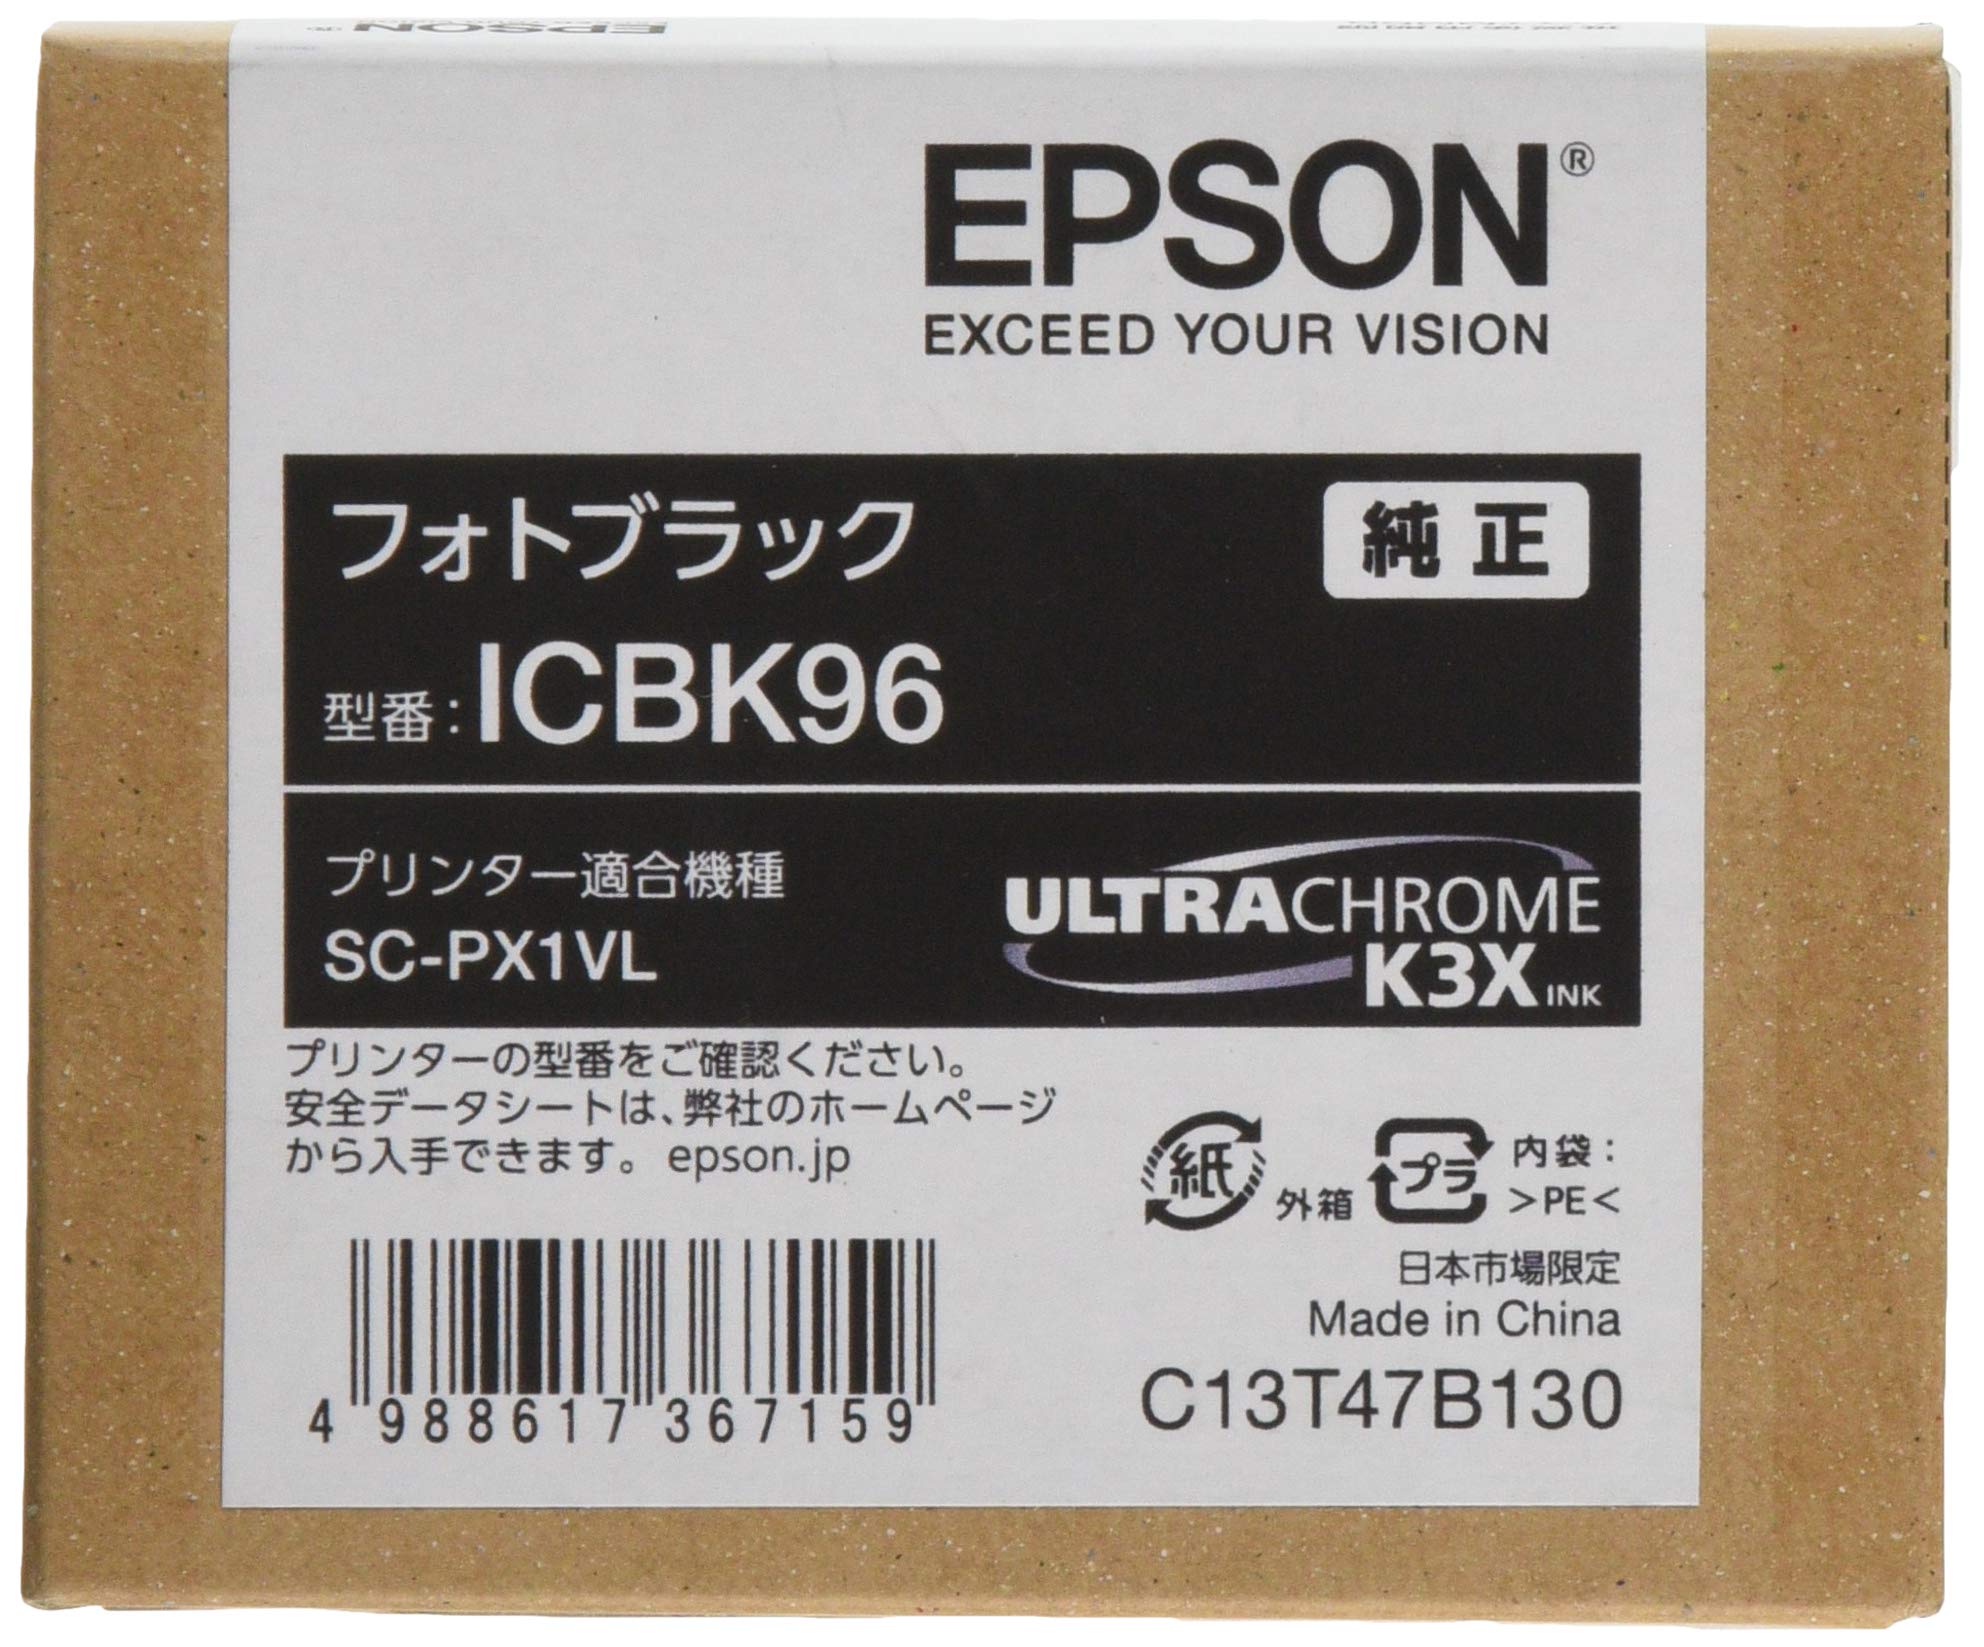 EPSON®
EPSON®
EXCEED YOUR VISION
フォトブラック
純正
型番:ICBK96
プリンター適合機種
SC-PX1VL
ULTRACHROME
K3X INK
プリンターの型番をご確認ください。
安全データシートは、弊社のホームページ
から入手できます。epson.jp
紙 外箱
プラ 内袋:
>PE<
日本市場限定
Made in China
C13T47B130
4 988617 367159